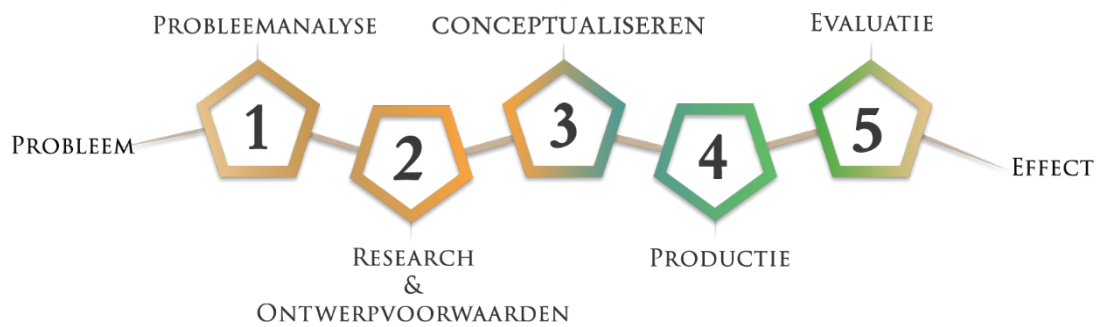 PROBLEEM
PROBLEEMANALYSE
1
2
RESEARCH
&
ONTWERPVOORWAARDEN
CONCEPTUALISEREN
3
4
PRODUCTIE
EVALUATIE
5
EFFECT